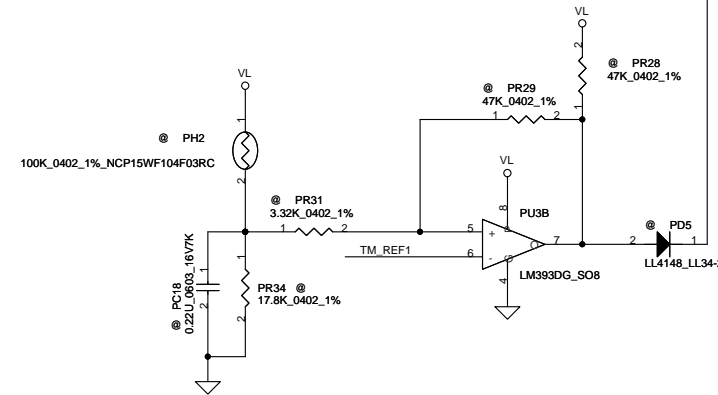 VL
2
@ PR28
47K_0402_1%
1
@ PR29
47K_0402_1%
1
2
VL
1
@ PH2
100K_0402_1%_NCP15WF104F03RC
2
VL
8
P
PU3B
@ PR31
3.32K_0402_1%
1
2
5
+
O
7
TM_REF1
6
-
G
4
LM393DG_SO8
@ PD5
2
1
LL4148_LL34-2
1
PR34 @
17.8K_0402_1%
2
@ PC18
0.22U_0603_16V7K
1
2